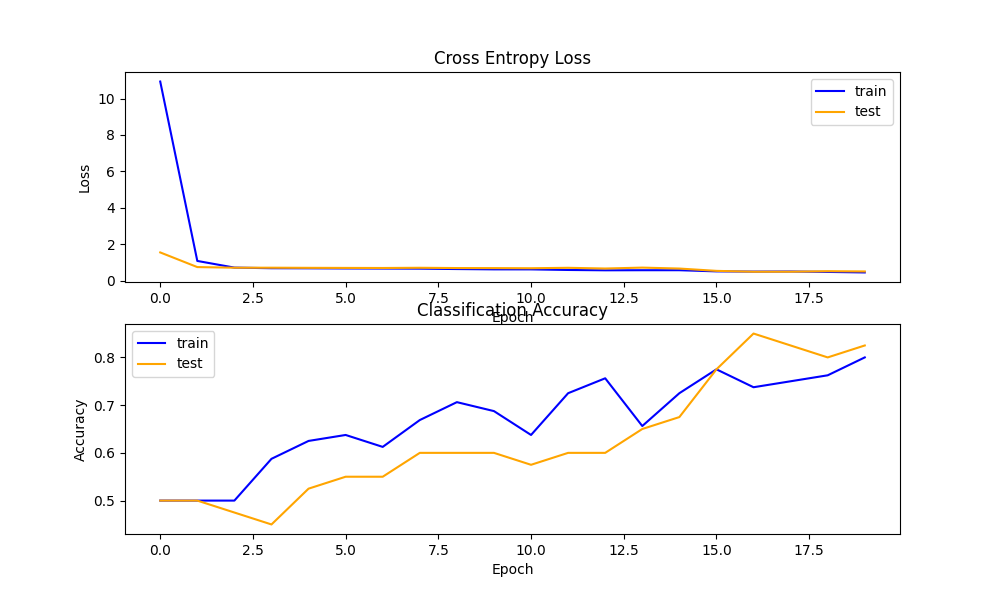 Cross Entropy Loss
train
test
Loss
10
8
6
4
2
0
0.0 2.5 5.0 7.5 10.0 12.5 15.0 17.5
Epoch
Classification Accuracy
train
test
Accuracy
0.8
0.7
0.6
0.5
0.0 2.5 5.0 7.5 10.0 12.5 15.0 17.5
Epoch